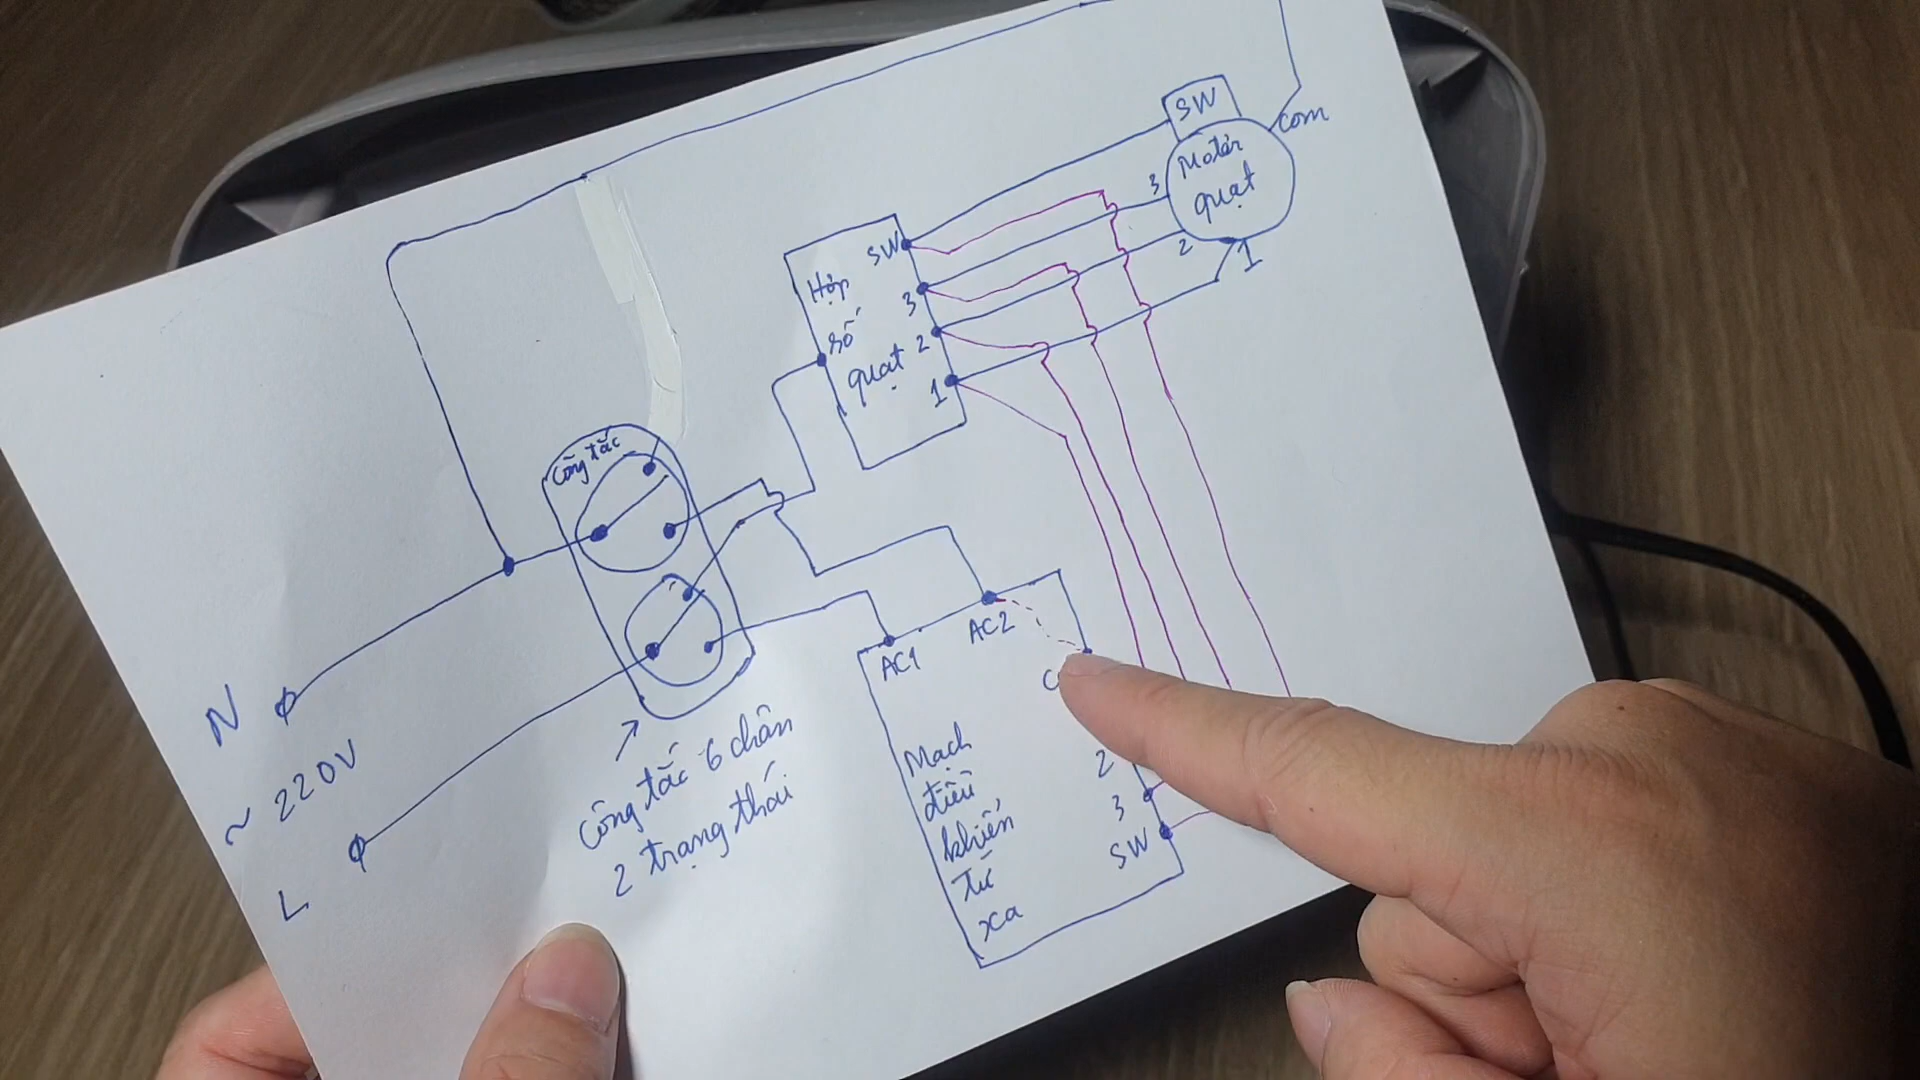 SW
com
Motơ
quạt
3
2
1
Hộp
số
quạt
SW
3
2
1
Công tắc
N
~ 220V
L
Công tắc 6 chân
2 trạng thái
AC1
AC2
Mạch
điều
khiển
từ
xa
2
3
SW